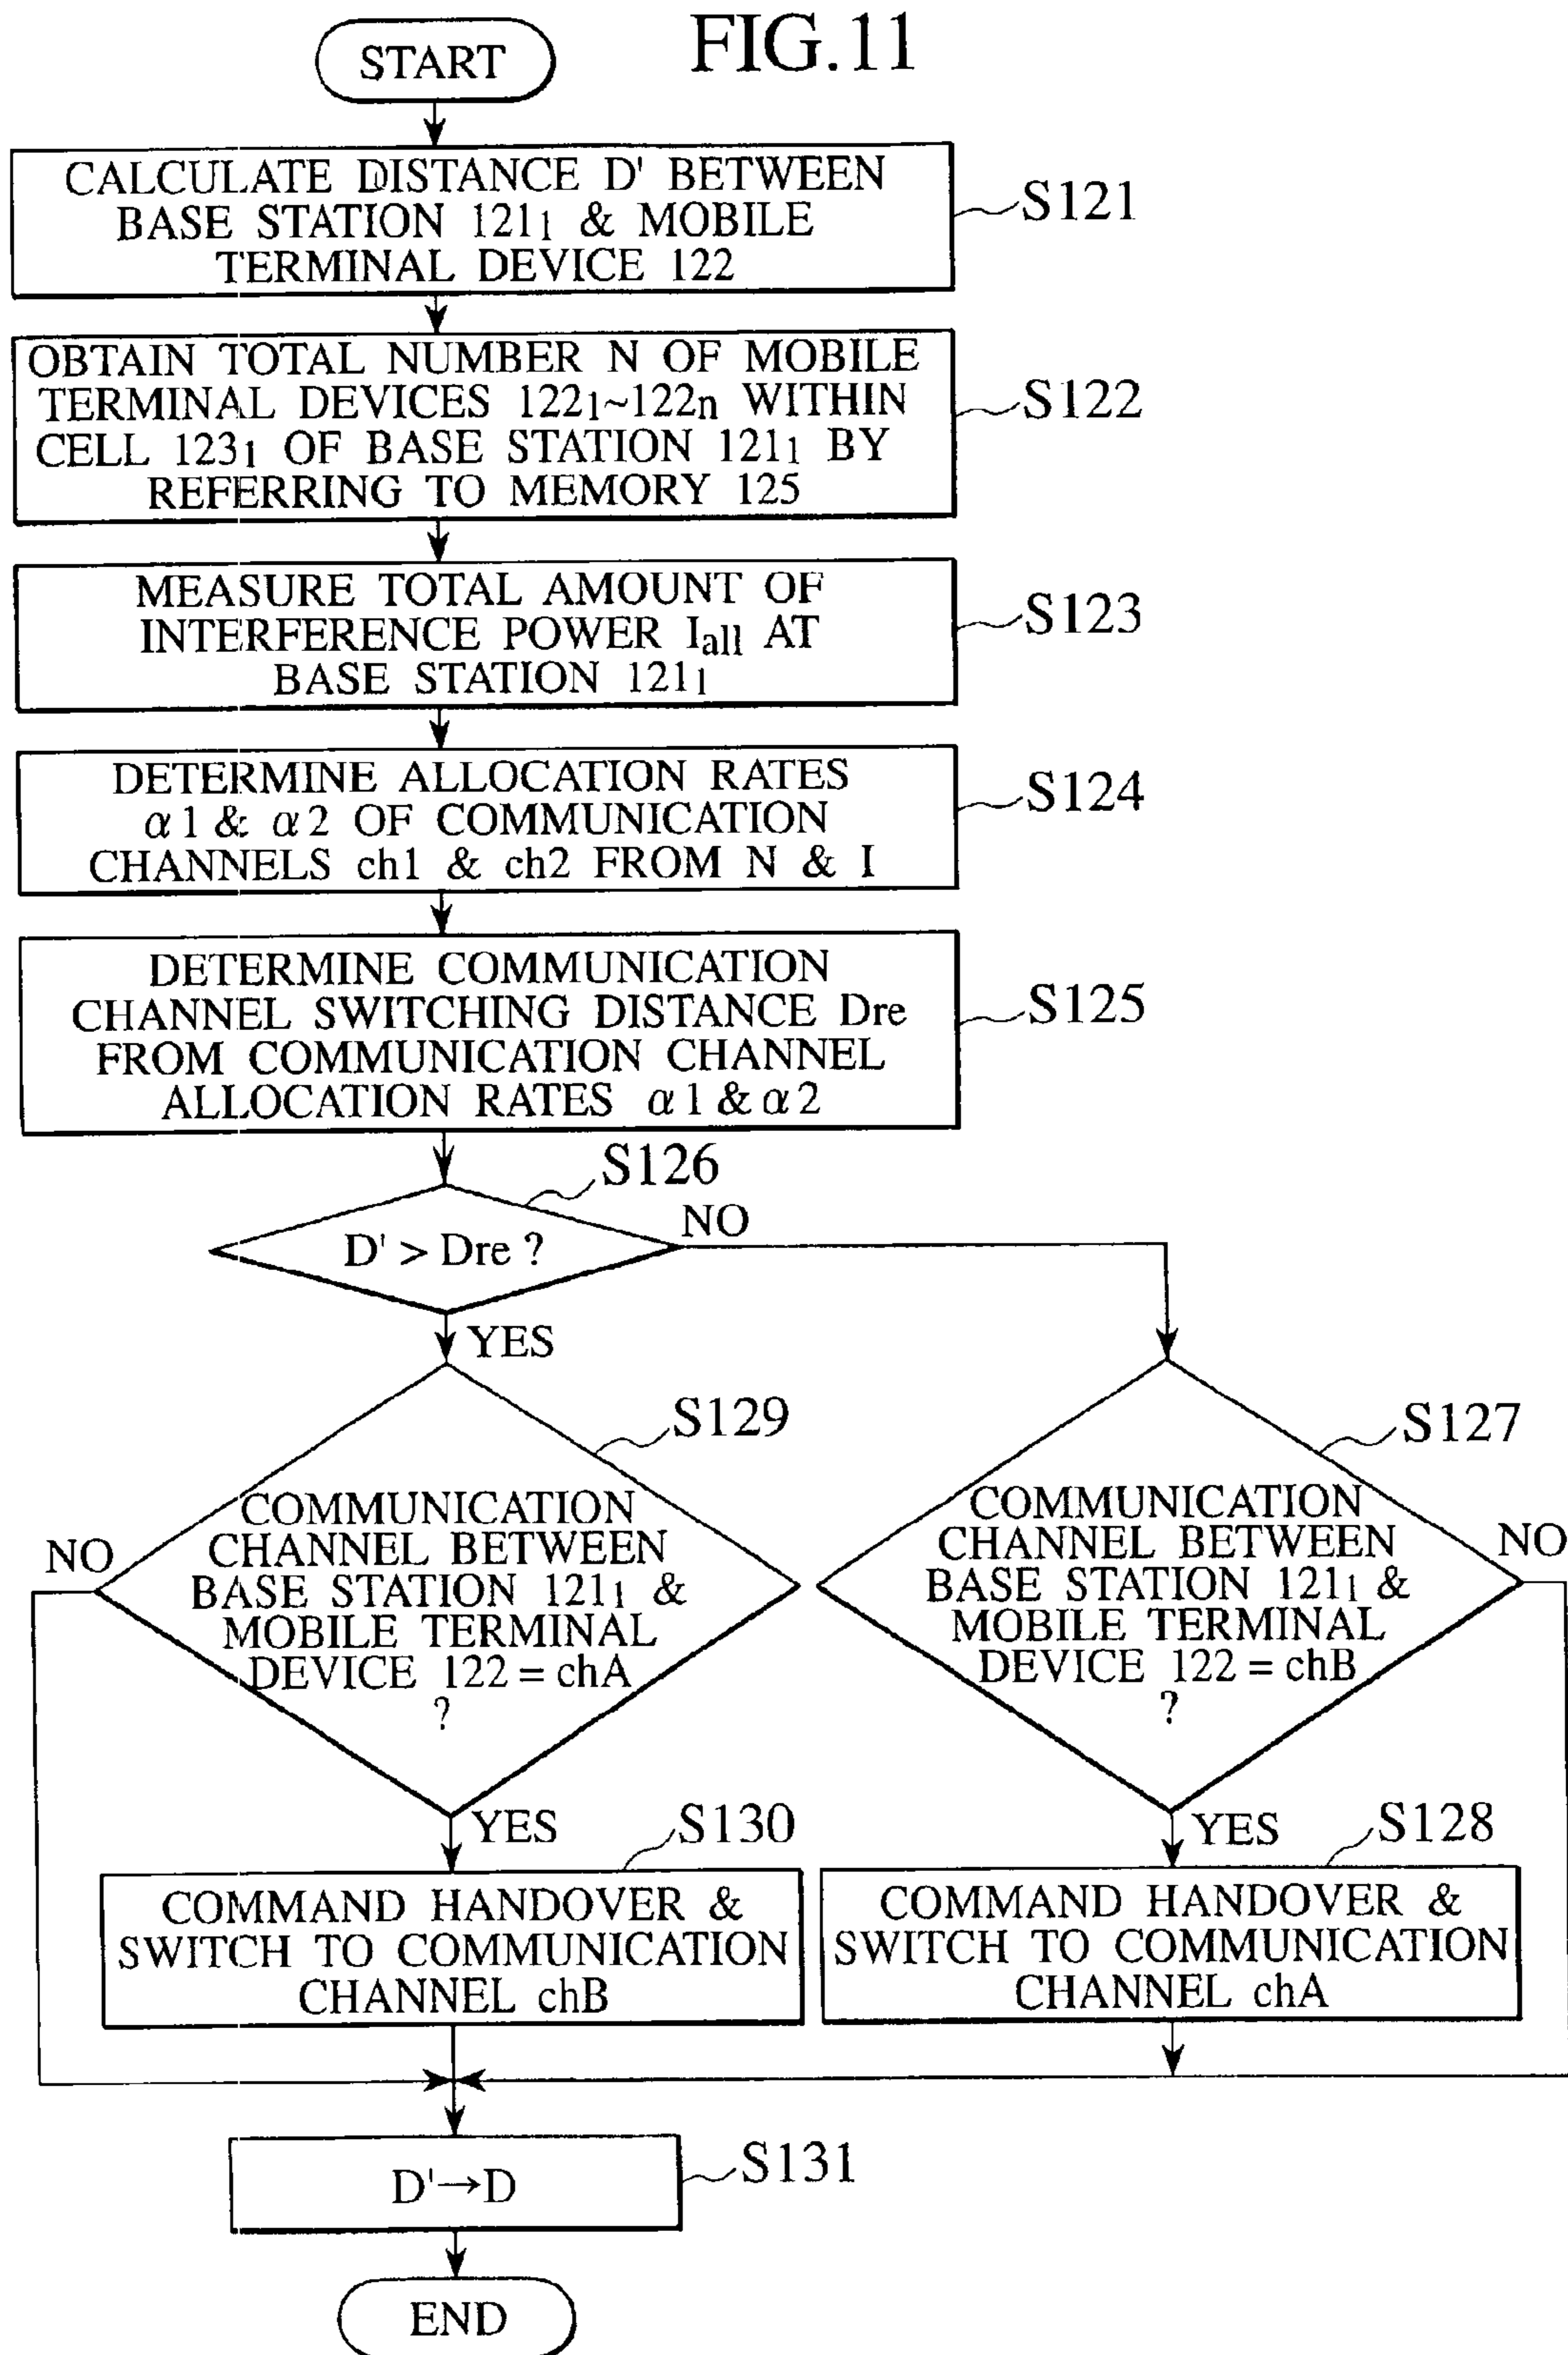 FIG.11
START
CALCULATE DISTANCE D' BETWEEN
BASE STATION 121₁ & MOBILE
TERMINAL DEVICE 122
S121
OBTAIN TOTAL NUMBER N OF MOBILE
TERMINAL DEVICES 122₁~122n WITHIN
CELL 123₁ OF BASE STATION 121₁ BY
REFERRING TO MEMORY 125
S122
MEASURE TOTAL AMOUNT OF
INTERFERENCE POWER Iall AT
BASE STATION 121₁
S123
DETERMINE ALLOCATION RATES
α1 & α2 OF COMMUNICATION
CHANNELS ch1 & ch2 FROM N & I
S124
DETERMINE COMMUNICATION
CHANNEL SWITCHING DISTANCE Dre
FROM COMMUNICATION CHANNEL
ALLOCATION RATES α1&α2
S125
S126
D' > Dre ?
NO
YES
S129
COMMUNICATION
CHANNEL BETWEEN
BASE STATION 121₁ &
MOBILE TERMINAL
DEVICE 122 = chA
?
NO
YES
S127
COMMUNICATION
CHANNEL BETWEEN
BASE STATION 121₁ &
MOBILE TERMINAL
DEVICE 122 = chB
?
NO
YES
S130
COMMAND HANDOVER &
SWITCH TO COMMUNICATION
CHANNEL chB
S128
COMMAND HANDOVER &
SWITCH TO COMMUNICATION
CHANNEL chA
D'→D
S131
END